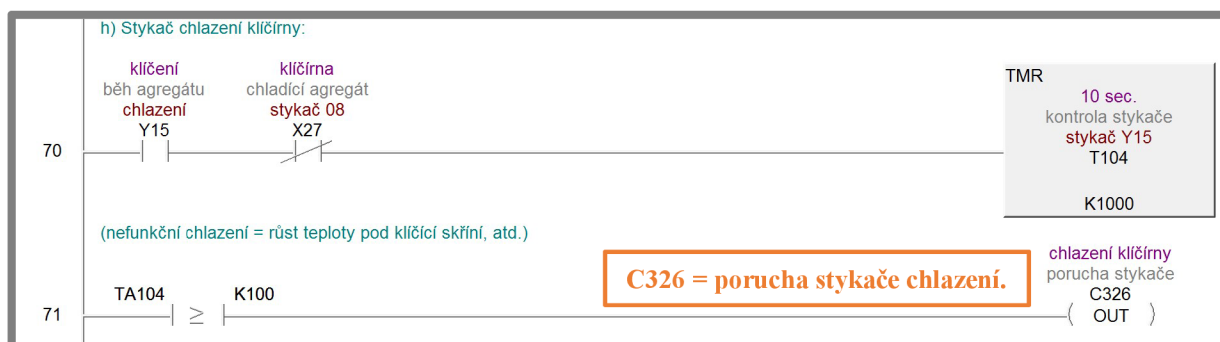 h) Stykač chlazení klíčírny:
klíčení
běh agregátu
chlazení
Y15
klíčírna
chladící agregát
stykač 08
X27
TMR
10 sec.
kontrola stykače
stykač Y15
T104
K1000
70
(nefunkční chlazení = růst teploty pod klíčící skříní, atd.)
C326 = porucha stykače chlazení.
chlazení klíčírny
porucha stykače
C326
OUT
TA104 ≥ K100
71